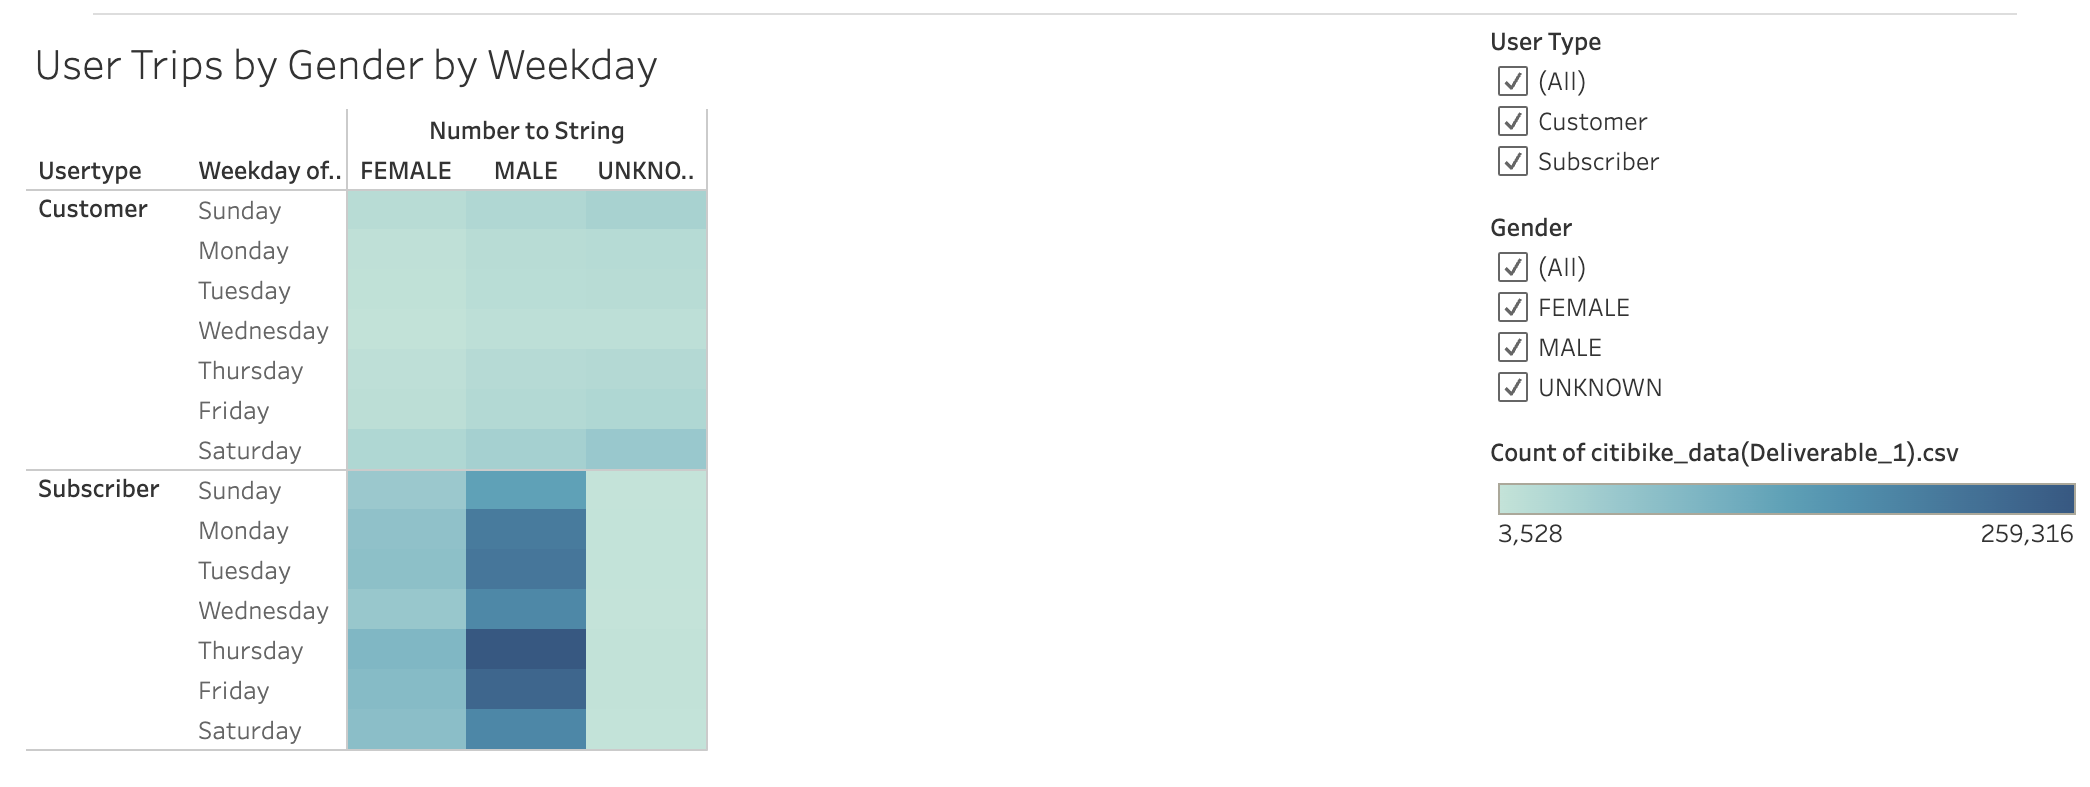 User Trips by Gender by Weekday
Number to String
Usertype Weekday of.. FEMALE MALE UNKNO..
Customer Sunday
Monday
Tuesday
Wednesday
Thursday
Friday
Saturday
Subscriber Sunday
Monday
Tuesday
Wednesday
Thursday
Friday
Saturday
User Type
(All)
Customer
Subscriber
Gender
(All)
FEMALE
MALE
UNKNOWN
Count of citibike_data(Deliverable_1).csv
3,528 259,316